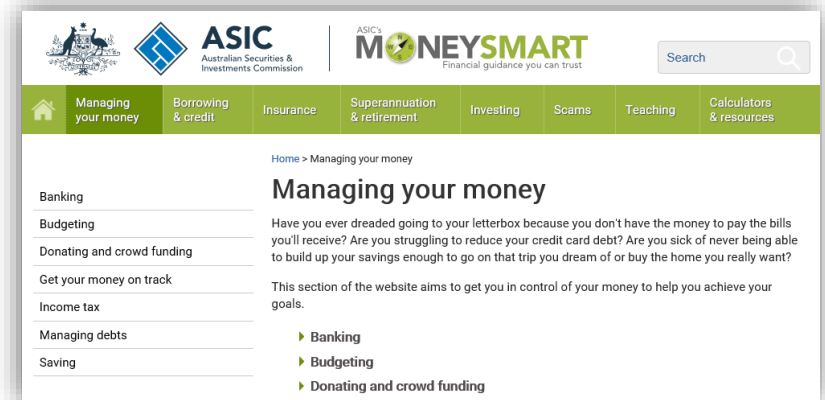 ASIC
Australian Securities &
Investments Commission
ASIC's
MONEYSMART
Financial guidance you can trust
Search
Managing
your money
Borrowing
& credit
Insurance
Superannuation
& retirement
Investing
Scams
Teaching
Calculators
& resources
Home > Managing your money
Banking
Budgeting
Donating and crowd funding
Get your money on track
Income tax
Managing debts
Saving
Managing your money
Have you ever dreaded going to your letterbox because you don't have the money to pay the bills
you'll receive? Are you struggling to reduce your credit card debt? Are you sick of never being able
to build up your savings enough to go on that trip you dream of or buy the home you really want?
This section of the website aims to get you in control of your money to help you achieve your
goals.
Banking
Budgeting
Donating and crowd funding